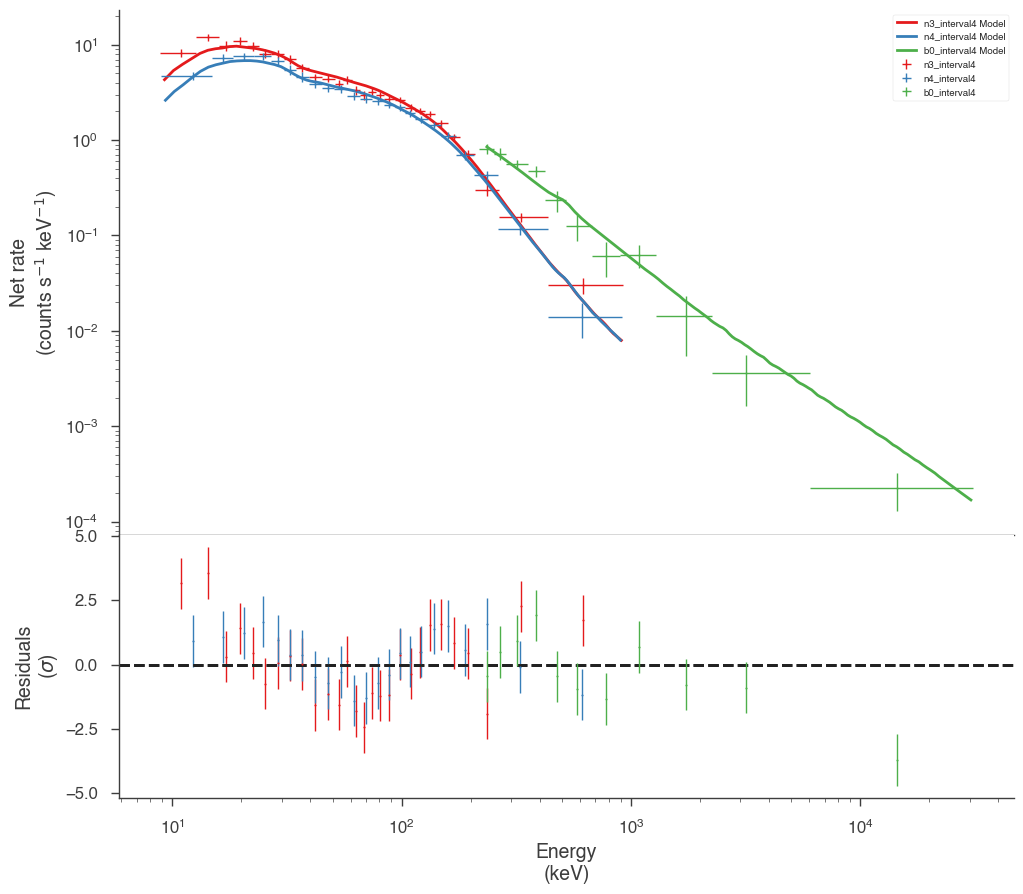 n3_interval4 Model
n4_interval4 Model
b0_interval4 Model
n3_interval4
n4_interval4
b0_interval4
10¹
10⁰
10⁻¹
10⁻²
10⁻³
10⁻⁴
Net rate
(counts s⁻¹ keV⁻¹)
5.0
2.5
0.0
−2.5
−5.0
Residuals
(σ)
10¹ 10² 10³ 10⁴
Energy
(keV)